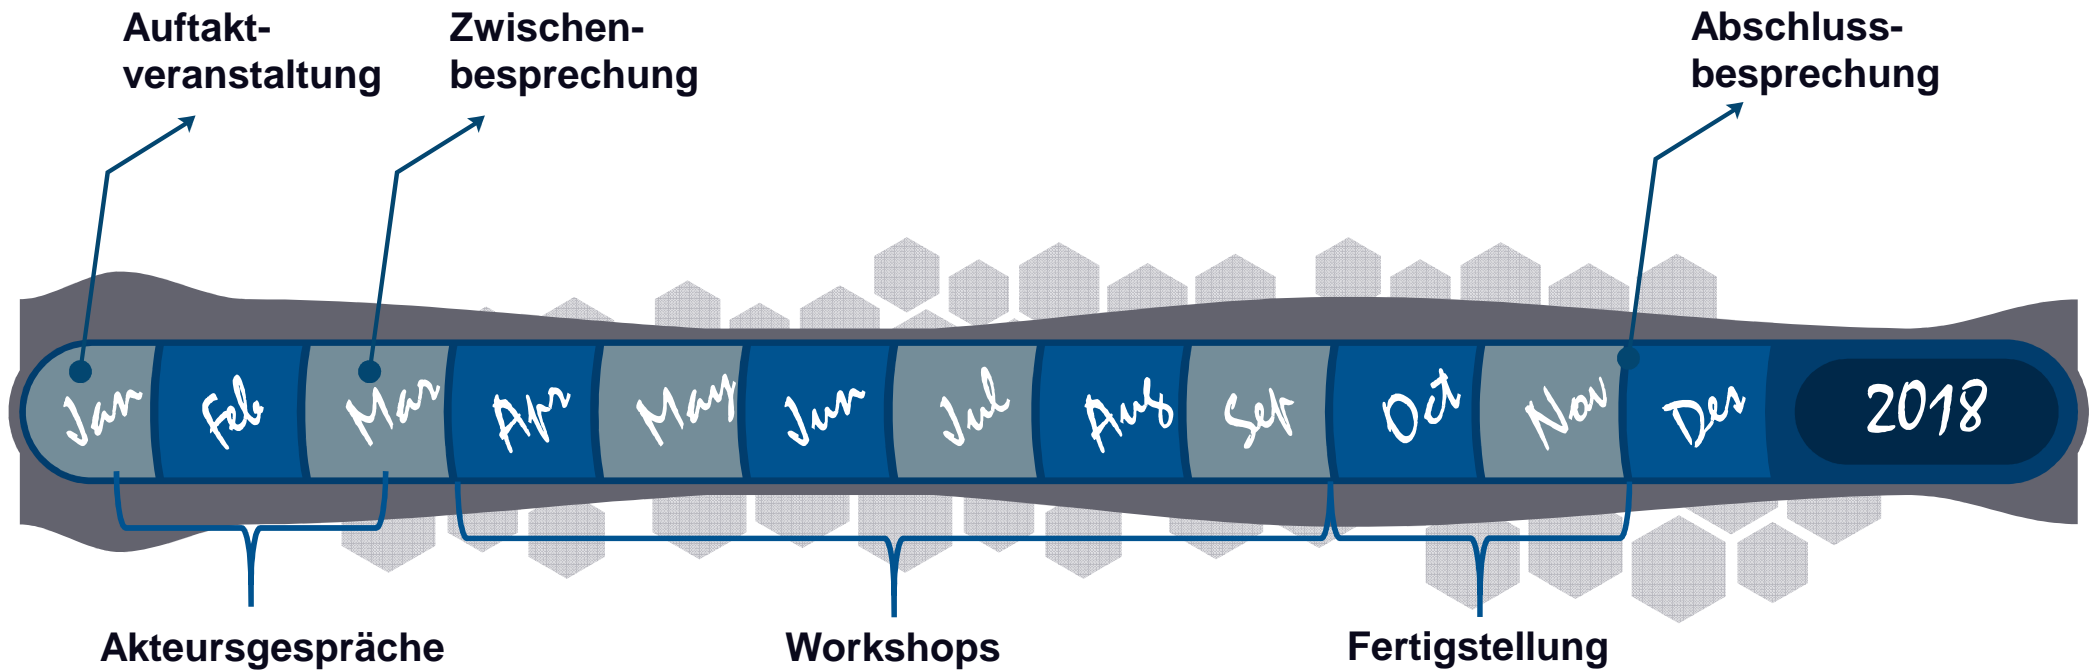 Auftakt-
veranstaltung
Zwischen-
besprechung
Abschluss-
besprechung
Jan
Feb
Mar
Apr
May
Jun
Jul
Aug
Sep
Oct
Nov
Des
2018
Akteursgespräche
Workshops
Fertigstellung